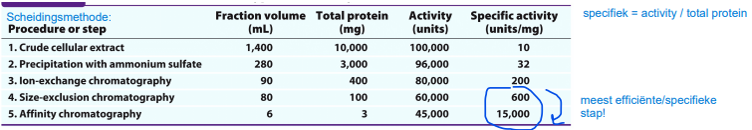 Scheidingsmethode:
Procedure or step
Fraction volume (mL)
Total protein (mg)
Activity (units)
Specific activity (units/mg)
1. Crude cellular extract 1,400 10,000 100,000 10
2. Precipitation with ammonium sulfate 280 3,000 96,000 32
3. Ion-exchange chromatography 90 400 80,000 200
4. Size-exclusion chromatography 80 100 60,000 600
5. Affinity chromatography 6 3 45,000 15,000
specifiek = activity / total protein
meest efficiënte/specifieke
stap!